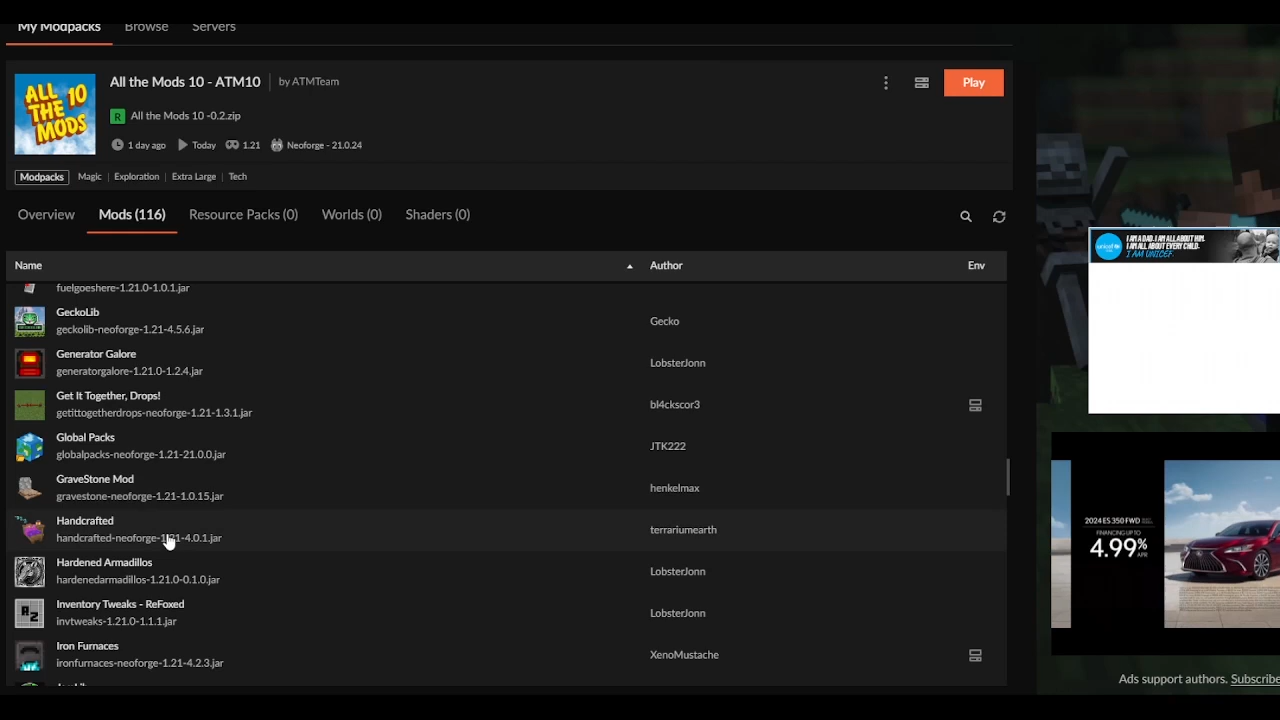 My Modpacks Browse Servers
ALL THE 10 MODS
All the Mods 10 - ATM10 by ATMTeam
Play
R All the Mods 10 -0.2.zip
1 day ago Today 1.21 Neoforge - 21.0.24
Modpacks Magic Exploration Extra Large Tech
Overview Mods (116) Resource Packs (0) Worlds (0) Shaders (0)
Name Author Env
fuelgoeshere-1.21.0-1.0.1.jar
GeckoLib
geckolib-neoforge-1.21-4.5.6.jar
Gecko
Generator Galore
generatorgalore-1.21.0-1.2.4.jar
LobsterJonn
Get It Together, Drops!
getittogetherdrops-neoforge-1.21-1.3.1.jar
bl4ckscor3
Global Packs
globalpacks-neoforge-1.21-21.0.0.jar
JTK222
GraveStone Mod
gravestone-neoforge-1.21-1.0.15.jar
henkelmax
Handcrafted
handcrafted-neoforge-1.21-4.0.1.jar
terrariumearth
Hardened Armadillos
hardenedarmadillos-1.21.0-0.1.0.jar
LobsterJonn
Inventory Tweaks - ReFoxed
invtweaks-1.21.0-1.1.1.jar
LobsterJonn
Iron Furnaces
ironfurnaces-neoforge-1.21-4.2.3.jar
XenoMustache
unicef
I AM A DAD. I AM ALL ABOUT HIM.
I AM ALL ABOUT EVERY CHILD.
I AM UNICEF.
2024 ES 350 FWD
FINANCING UP TO
4.99% APR
Ads support authors. Subscribe